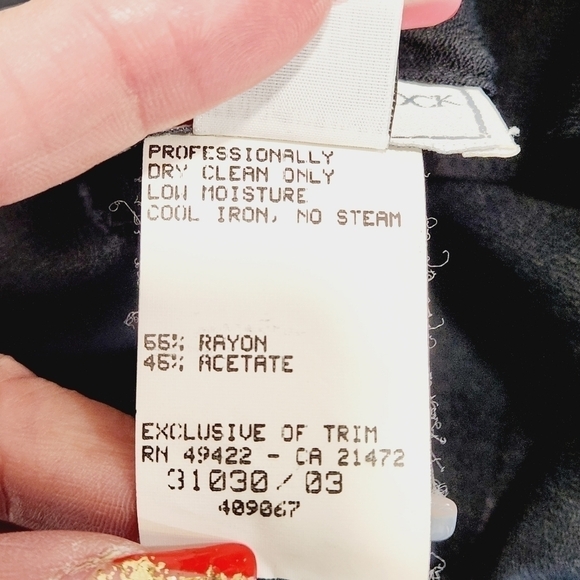 OCK
PROFESSIONALLY
DRY CLEAN ONLY
LOW MOISTURE
COOL IRON, NO STEAM
55% RAYON
45% ACETATE
EXCLUSIVE OF TRIM
RN 49422 - CA 21472
31030/03
409067